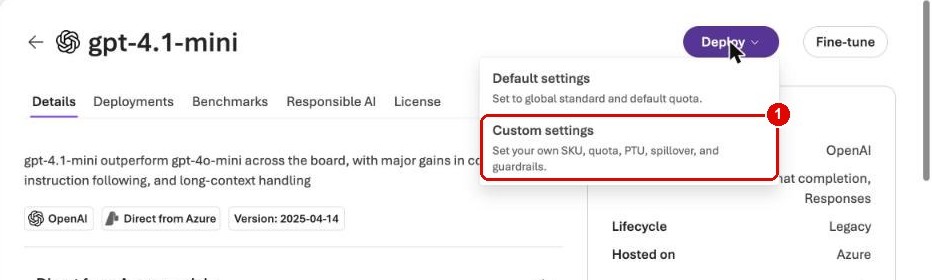 gpt-4.1-mini
Deploy
Fine-tune
Default settings
Set to global standard and default quota.
Custom settings
Set your own SKU, quota, PTU, spillover, and
guardrails.
1
Details Deployments Benchmarks Responsible AI License
gpt-4.1-mini outperform gpt-4o-mini across the board, with major gains in
instruction following, and long-context handling
OpenAI Direct from Azure Version: 2025-04-14
OpenAI
completion,
Responses
Lifecycle Legacy
Hosted on Azure